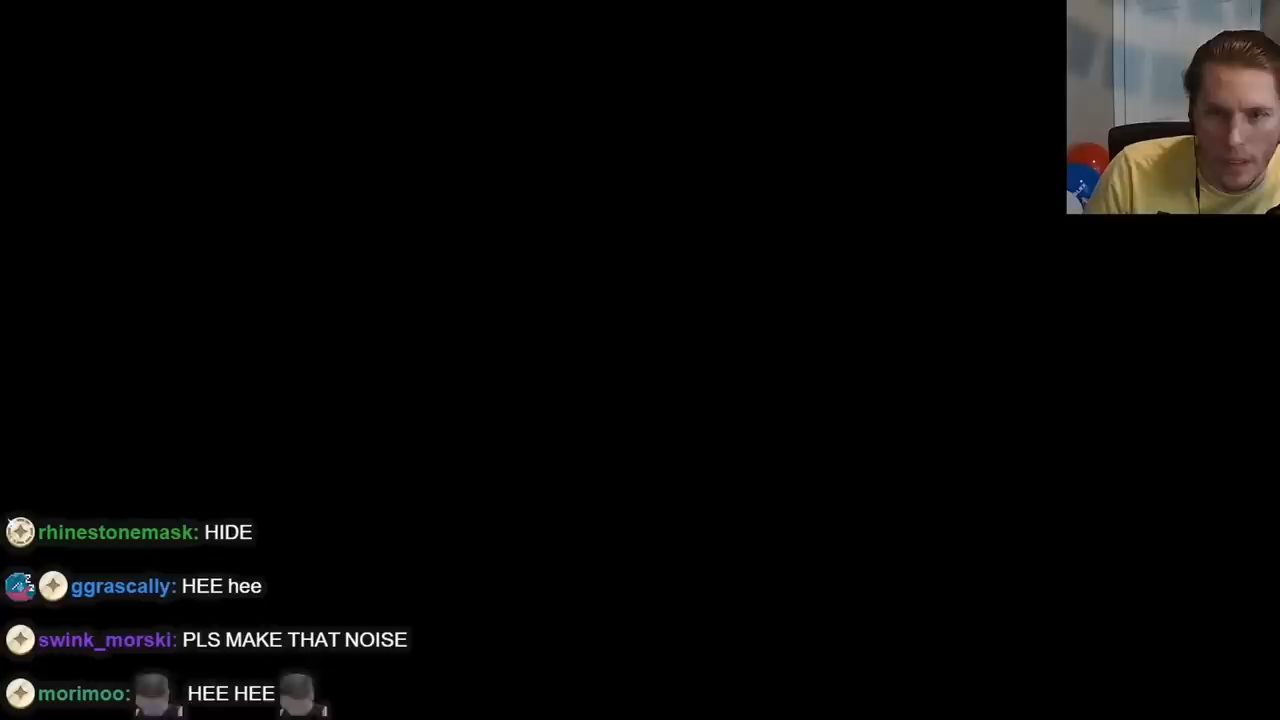 rhinestonemask: HIDE
ggrascally: HEE hee
swink_morski: PLS MAKE THAT NOISE
morimoo: HEE HEE